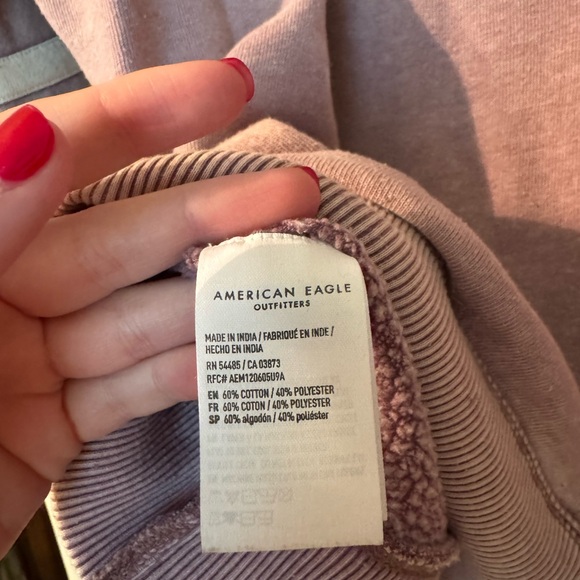 AMERICAN EAGLE
OUTFITTERS
MADE IN INDIA / FABRIQUÉ EN INDE /
HECHO EN INDIA
RN 54485 / CA 03873
RFC# AEM120605U9A
EN 60% COTTON / 40% POLYESTER
FR 60% COTON / 40% POLYESTER
SP 60% algodón / 40% poliéster